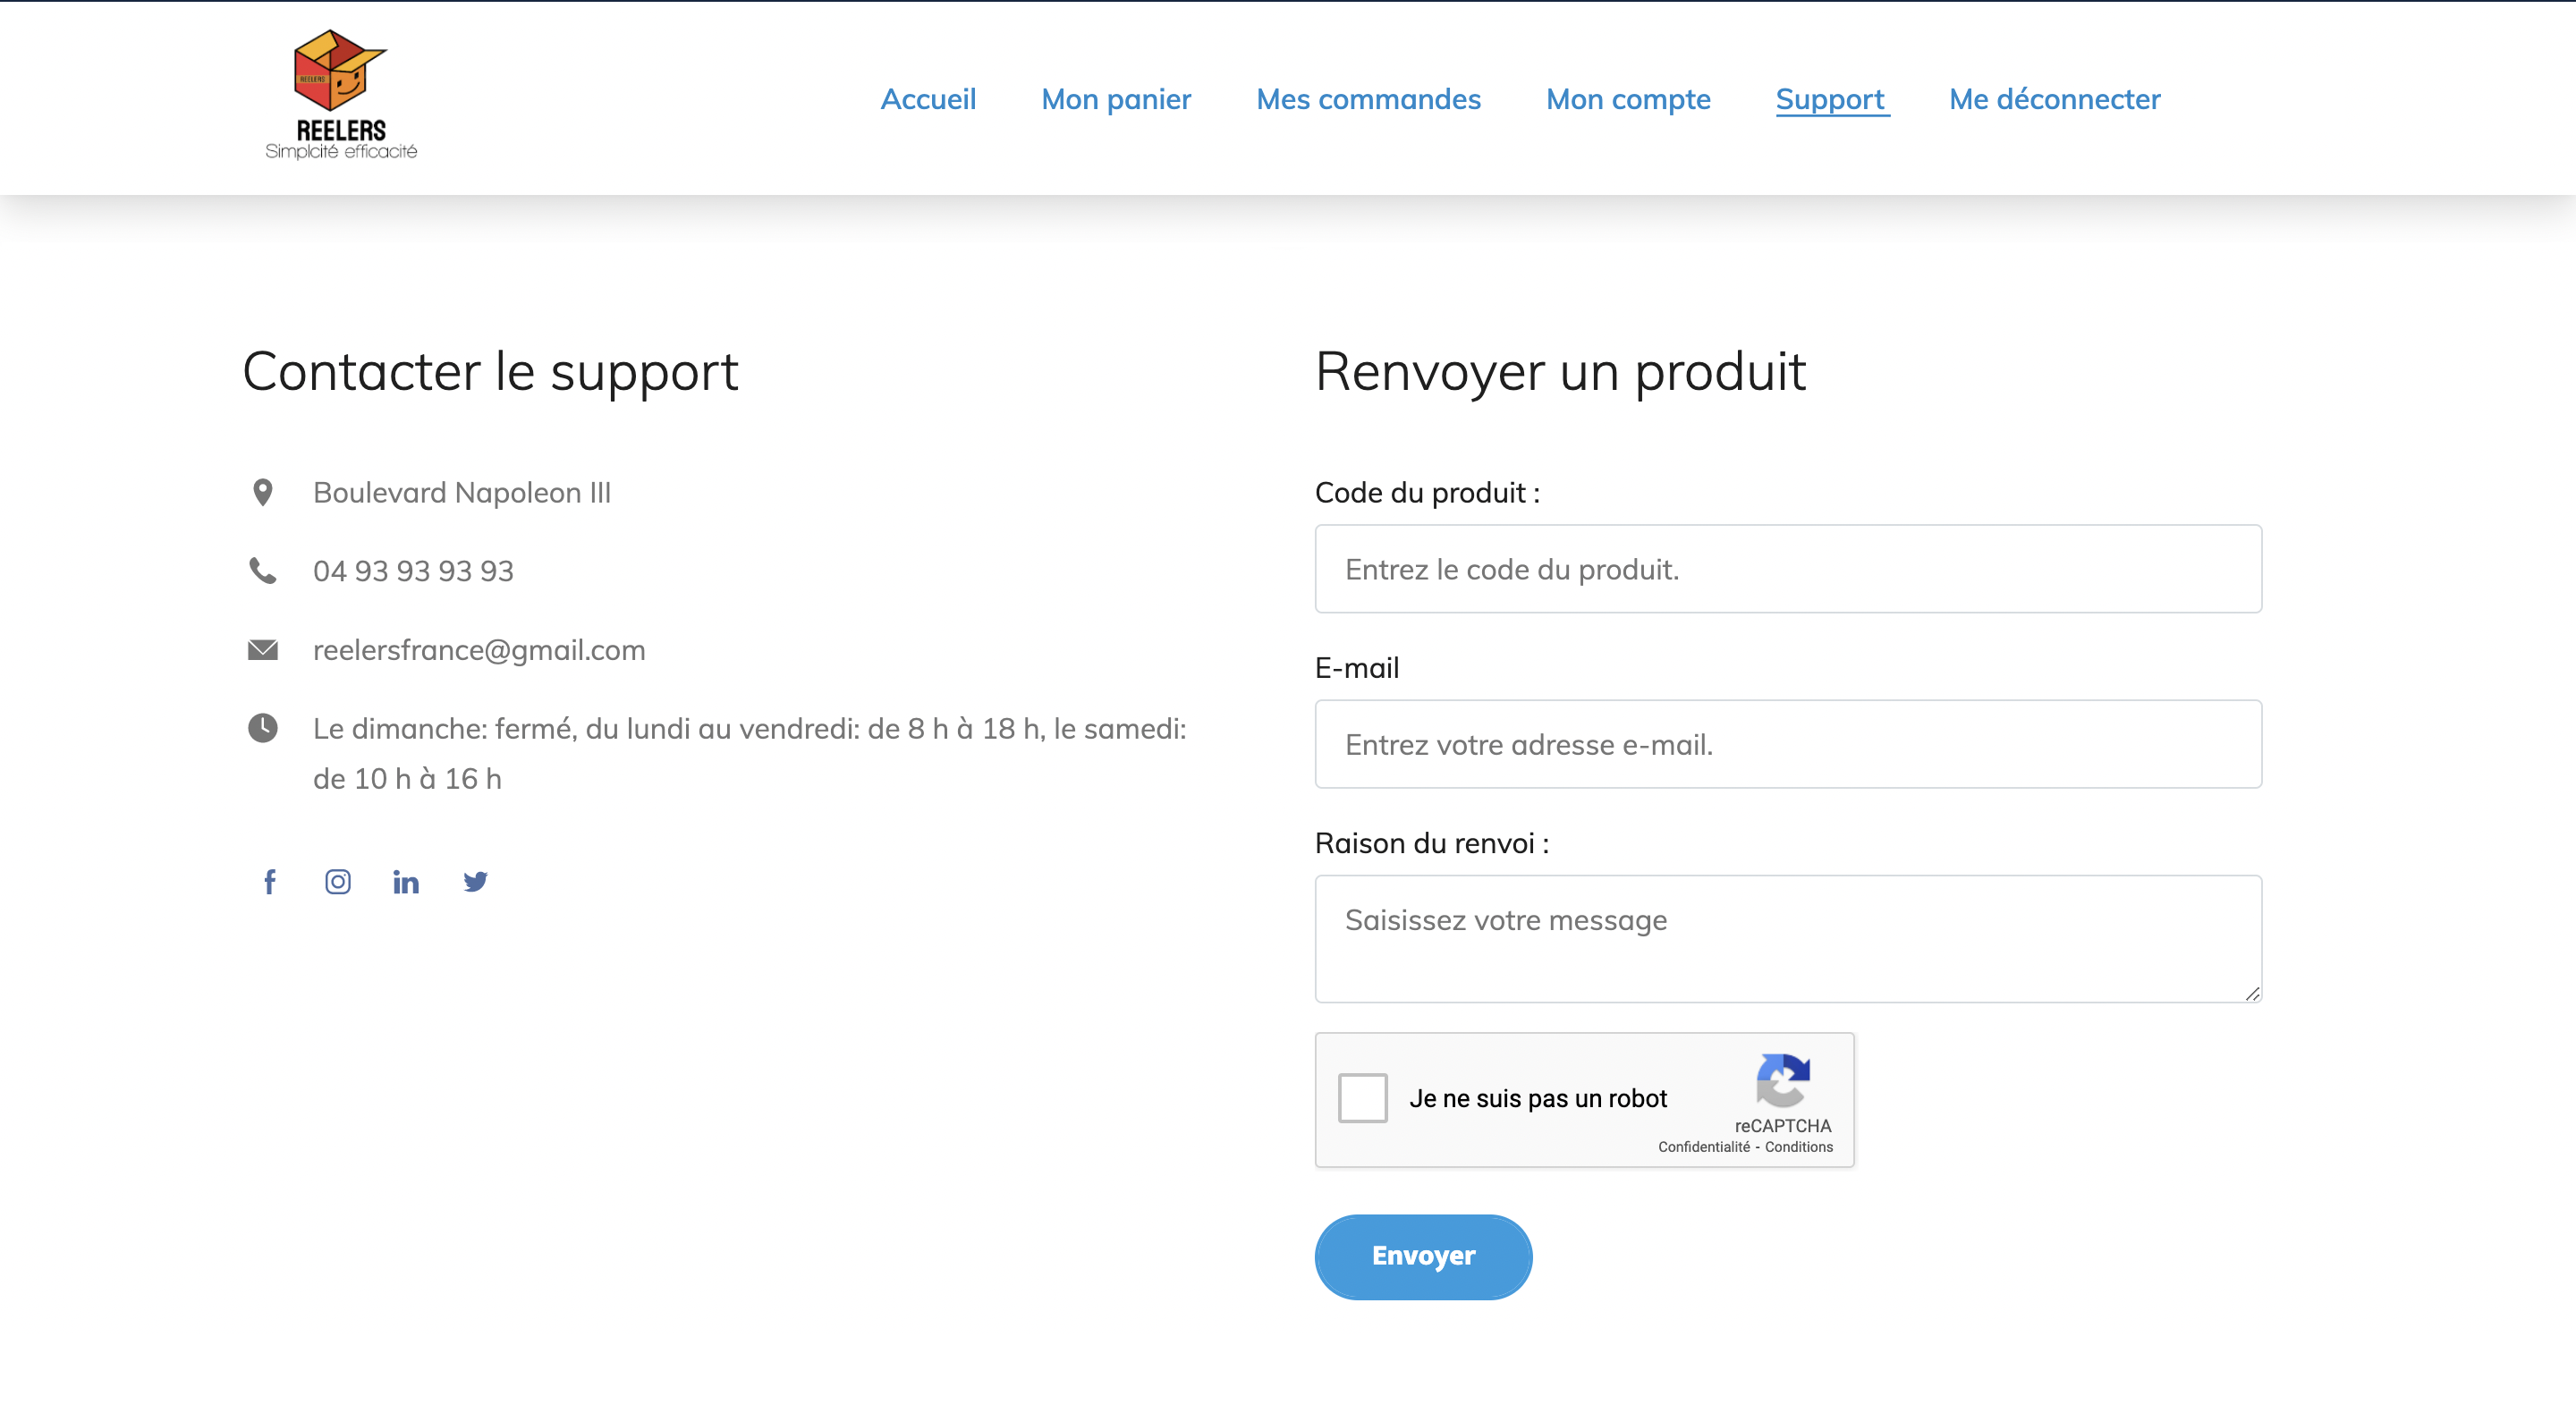 REELERS
REELERS
Simplcité efficacité
Accueil
Mon panier
Mes commandes
Mon compte
Support
Me déconnecter
Contacter le support
Boulevard Napoleon III
04 93 93 93 93
reelersfrance@gmail.com
Le dimanche: fermé, du lundi au vendredi: de 8 h à 18 h, le samedi:
de 10 h à 16 h
Renvoyer un produit
Code du produit :
Entrez le code du produit.
E-mail
Entrez votre adresse e-mail.
Raison du renvoi :
Saisissez votre message
Je ne suis pas un robot
reCAPTCHA
Confidentialité - Conditions
Envoyer